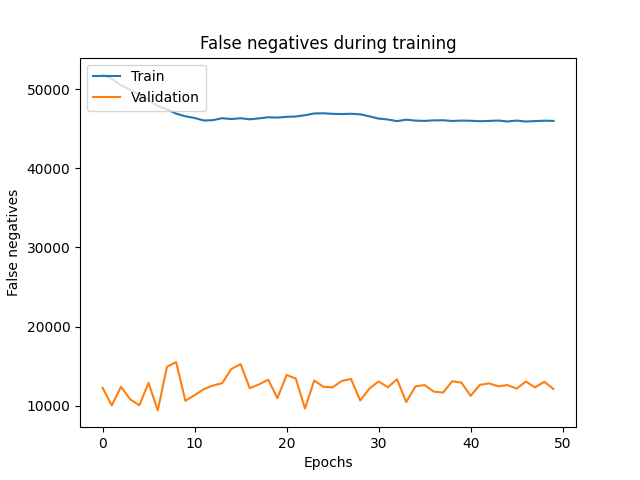 False negatives during training
Train
Validation
50000
40000
30000
20000
10000
False negatives
0 10 20 30 40 50
Epochs